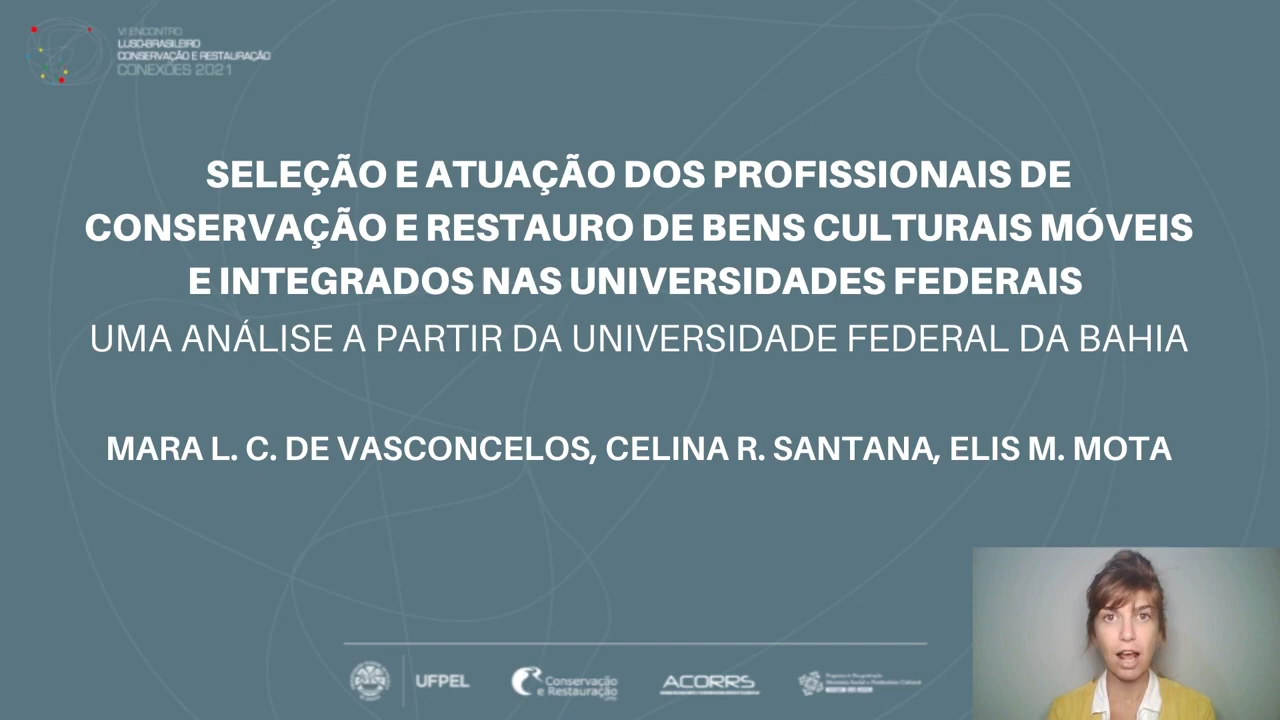 VI ENCONTRO
LUSO-BRASILEIRO
CONSERVAÇÃO E RESTAURAÇÃO
CONEXÕES 2021
SELEÇÃO E ATUAÇÃO DOS PROFISSIONAIS DE
CONSERVAÇÃO E RESTAURO DE BENS CULTURAIS MÓVEIS
E INTEGRADOS NAS UNIVERSIDADES FEDERAIS
UMA ANÁLISE A PARTIR DA UNIVERSIDADE FEDERAL DA BAHIA
MARA L. C. DE VASCONCELOS, CELINA R. SANTANA, ELIS M. MOTA
UFPEL
Conservação
e Restauração
ACORRS